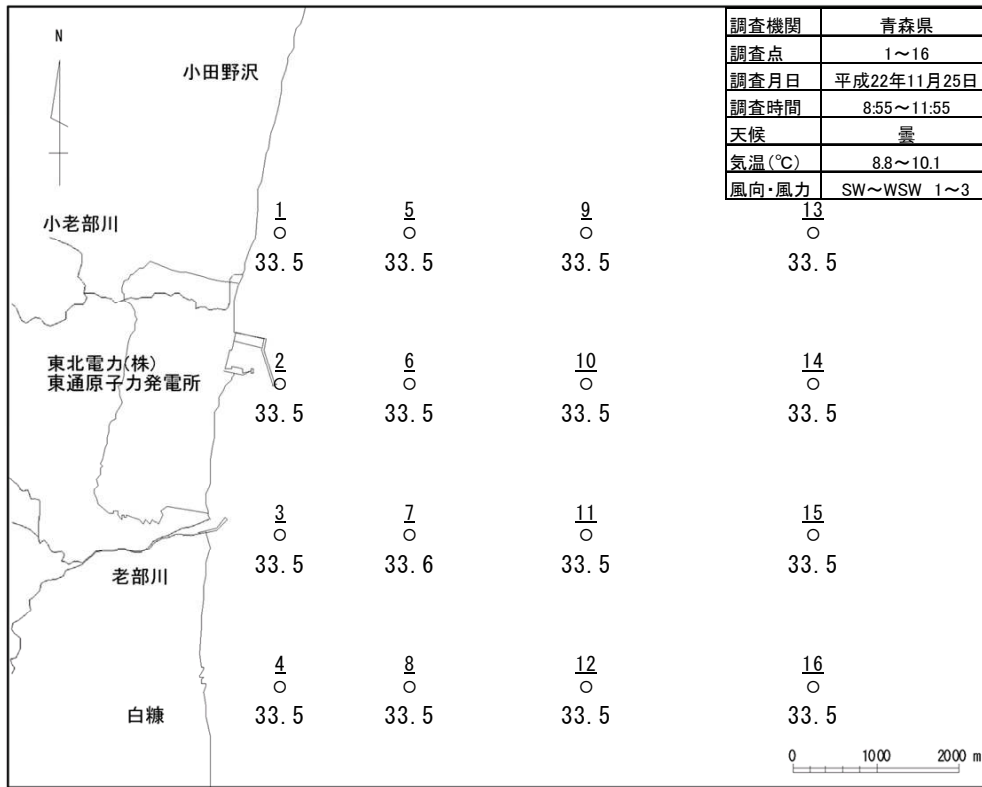 調査機関 青森県
調査点 1～16
調査月日 平成22年11月25日
調査時間 8:55～11:55
天候 曇
気温(℃) 8.8～10.1
風向・風力 SW～WSW 1～3
N
小田野沢
小老部川
1 5 9 13
33.5 33.5 33.5 33.5
東北電力(株)
東通原子力発電所
2 6 10 14
33.5 33.5 33.5 33.5
3 7 11 15
33.5 33.6 33.5 33.5
老部川
4 8 12 16
33.5 33.5 33.5 33.5
白糠
0 1000 2000 m